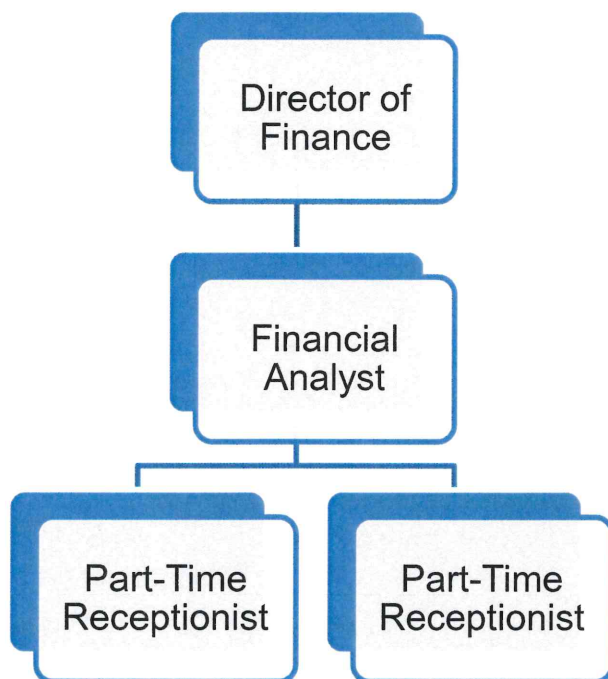 Director of
Finance
Financial
Analyst
Part-Time
Receptionist
Part-Time
Receptionist